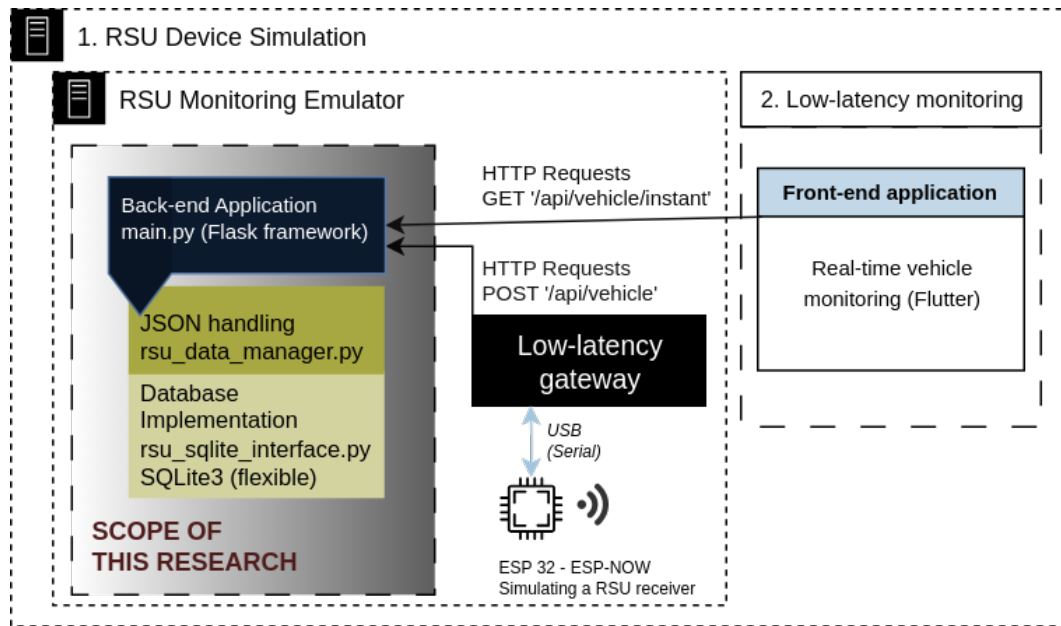 1. RSU Device Simulation
RSU Monitoring Emulator
2. Low-latency monitoring
HTTP Requests
GET '/api/vehicle/instant'
Back-end Application
main.py (Flask framework)
Front-end application
HTTP Requests
POST '/api/vehicle'
Real-time vehicle
monitoring (Flutter)
JSON handling
rsu_data_manager.py
Low-latency
gateway
Database
Implementation
rsu_sqlite_interface.py
SQLite3 (flexible)
USB
(Serial)
SCOPE OF
THIS RESEARCH
ESP 32 - ESP-NOW
Simulating a RSU receiver